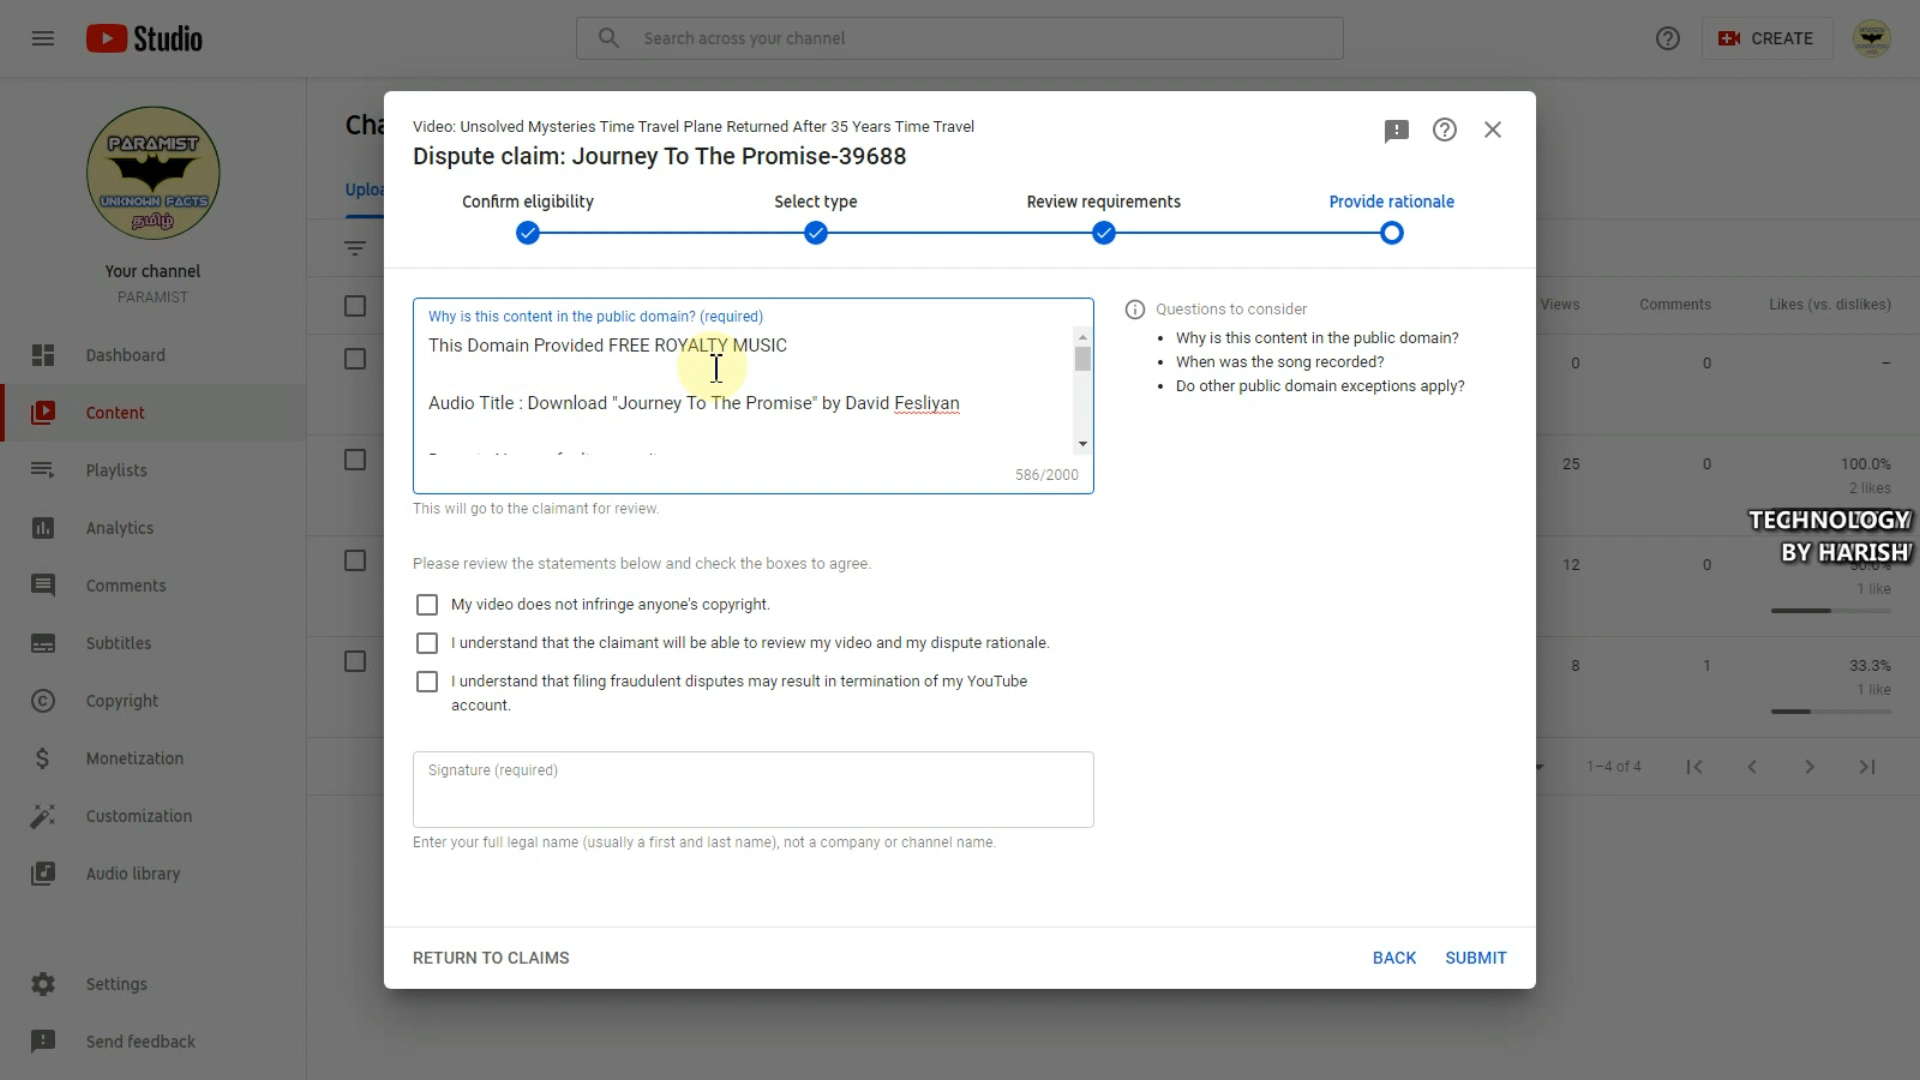 Studio
Search across your channel
CREATE
PARAMIST
UNKNOWN FACTS
தமிழ்
Your channel
PARAMIST
Dashboard
Content
Playlists
Analytics
Comments
Subtitles
Copyright
Monetization
Customization
Audio library
Settings
Send feedback
Video: Unsolved Mysteries Time Travel Plane Returned After 35 Years Time Travel
Dispute claim: Journey To The Promise-39688
Confirm eligibility
Select type
Review requirements
Provide rationale
Why is this content in the public domain? (required)
This Domain Provided FREE ROYALTY MUSIC
Audio Title : Download "Journey To The Promise" by David Fesliyan
586/2000
This will go to the claimant for review.
Questions to consider
• Why is this content in the public domain?
• When was the song recorded?
• Do other public domain exceptions apply?
Please review the statements below and check the boxes to agree.
My video does not infringe anyone's copyright.
I understand that the claimant will be able to review my video and my dispute rationale.
I understand that filing fraudulent disputes may result in termination of my YouTube
account.
Signature (required)
Enter your full legal name (usually a first and last name), not a company or channel name.
RETURN TO CLAIMS
BACK
SUBMIT
Views
Comments
Likes (vs. dislikes)
0
0
–
25
0
100.0%
2 likes
TECHNOLOGY
BY HARISH
12
0
1 like
8
1
33.3%
1 like
1–4 of 4